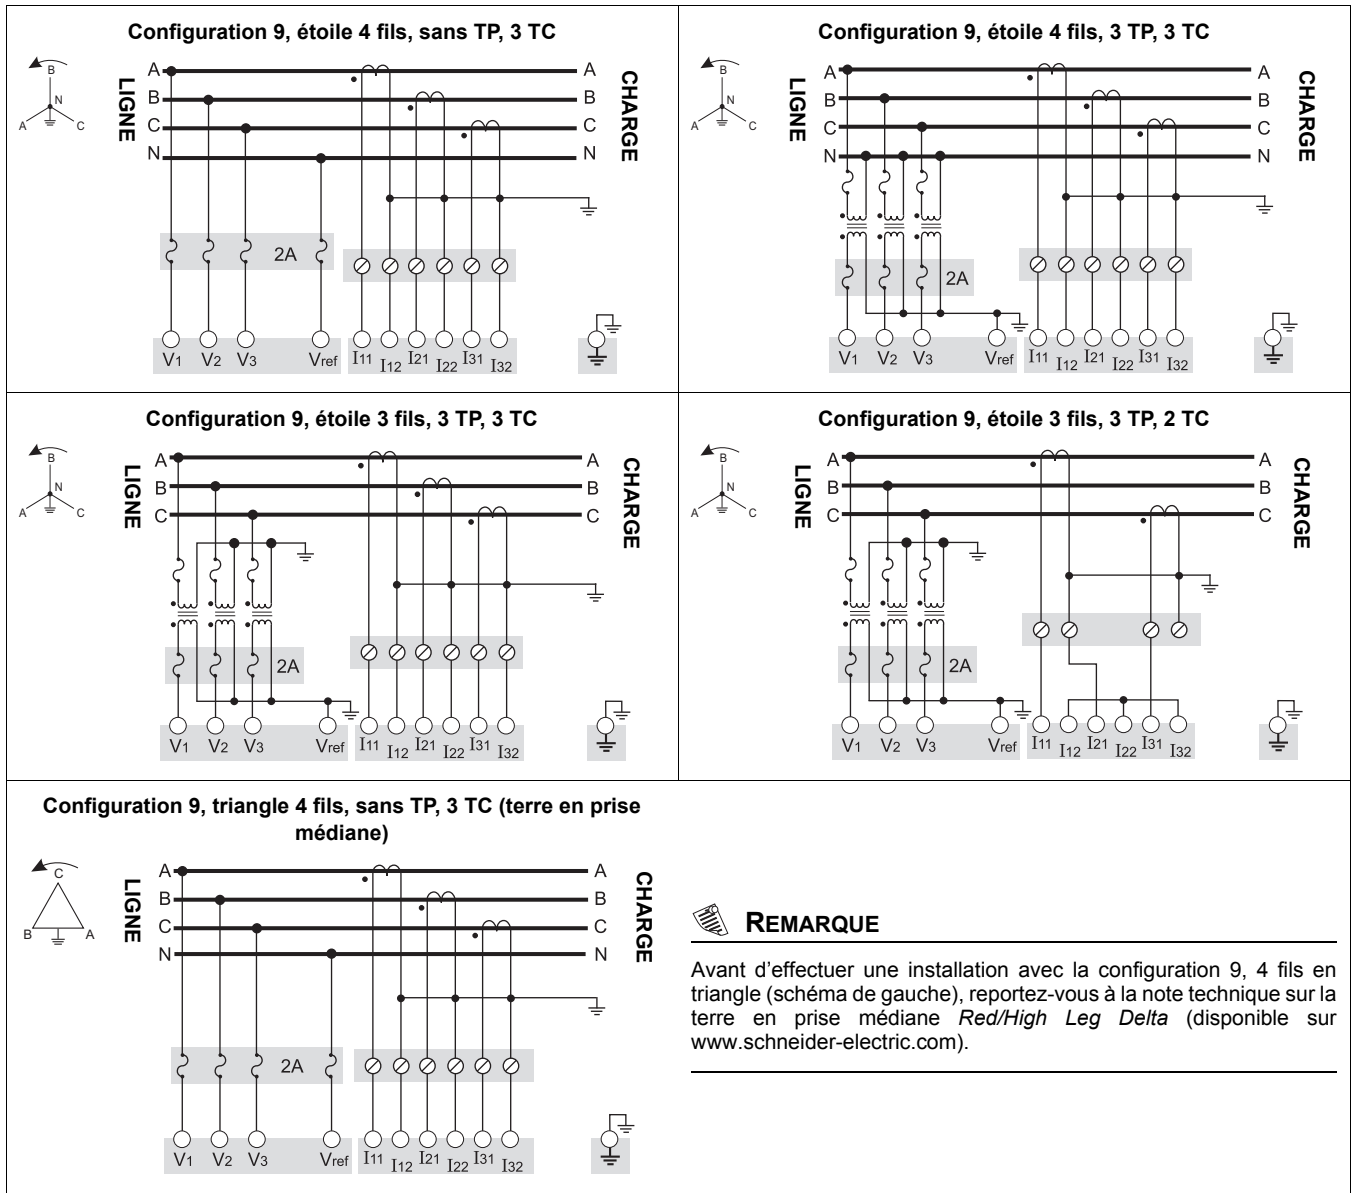 Configuration 9, étoile 4 fils, sans TP, 3 TC
B
N
A C
LIGNE
CHARGE
A A
B B
C C
N N
2A
V1 V2 V3 Vref I11 I12 I21 I22 I31 I32
Configuration 9, étoile 4 fils, 3 TP, 3 TC
B
N
A C
LIGNE
CHARGE
A A
B B
C C
N N
2A
V1 V2 V3 Vref I11 I12 I21 I22 I31 I32
Configuration 9, étoile 3 fils, 3 TP, 3 TC
B
N
A C
LIGNE
CHARGE
A A
B B
C C
2A
V1 V2 V3 Vref I11 I12 I21 I22 I31 I32
Configuration 9, étoile 3 fils, 3 TP, 2 TC
B
N
A C
LIGNE
CHARGE
A A
B B
C C
2A
V1 V2 V3 Vref I11 I12 I21 I22 I31 I32
Configuration 9, triangle 4 fils, sans TP, 3 TC (terre en prise
médiane)
C
B A
LIGNE
CHARGE
A A
B B
C C
N N
2A
V1 V2 V3 Vref I11 I12 I21 I22 I31 I32
REMARQUE
Avant d'effectuer une installation avec la configuration 9, 4 fils en
triangle (schéma de gauche), reportez-vous à la note technique sur la
terre en prise médiane Red/High Leg Delta (disponible sur
www.schneider-electric.com).